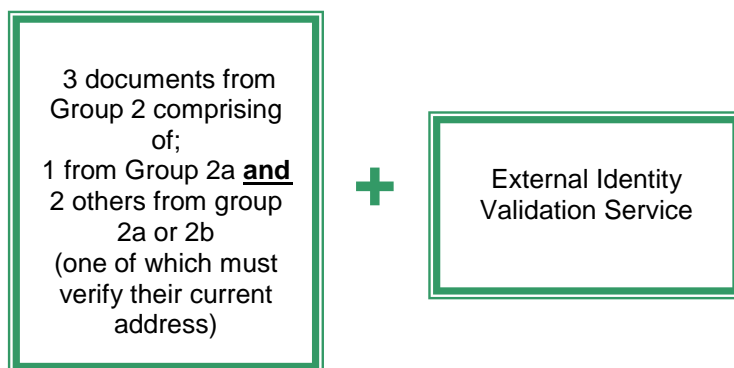 3 documents from
Group 2 comprising
of;
1 from Group 2a and
2 others from group
2a or 2b
(one of which must
verify their current
address)
+
External Identity
Validation Service